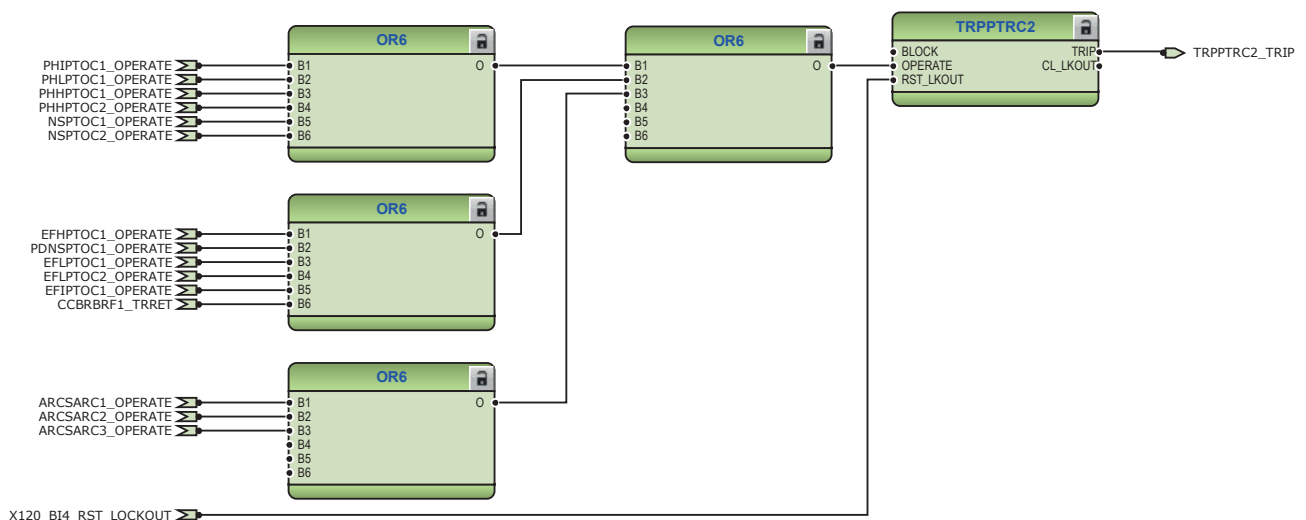 TRPPTRC2
BLOCK
OPERATE
RST_LKOUT
TRIP
CL_LKOUT
TRPPTRC2_TRIP
OR6
PHIPTOC1_OPERATE B1 O
PHLPTOC1_OPERATE B2
PHHPTOC1_OPERATE B3
PHHPTOC2_OPERATE B4
NSPTOC1_OPERATE B5
NSPTOC2_OPERATE B6
OR6
B1 O
B2
B3
B4
B5
B6
OR6
EFHPTOC1_OPERATE B1 O
PDNSPTOC1_OPERATE B2
EFLPTOC1_OPERATE B3
EFLPTOC2_OPERATE B4
EFIPTOC1_OPERATE B5
CCBRBRF1_TRRET B6
OR6
ARCSARC1_OPERATE B1 O
ARCSARC2_OPERATE B2
ARCSARC3_OPERATE B3
B4
B5
B6
X120_BI4_RST_LOCKOUT